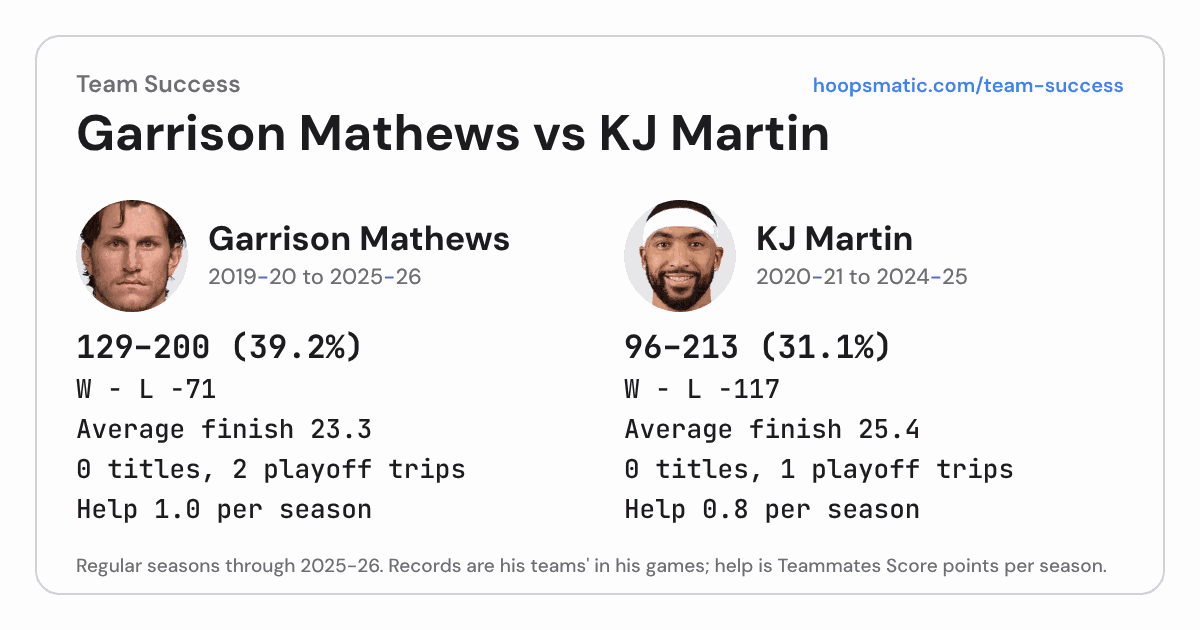 Team Success
hoopsmatic.com/team-success
Garrison Mathews vs KJ Martin
Garrison Mathews
2019-20 to 2025-26
129-200 (39.2%)
W - L -71
Average finish 23.3
0 titles, 2 playoff trips
Help 1.0 per season
KJ Martin
2020-21 to 2024-25
96-213 (31.1%)
W - L -117
Average finish 25.4
0 titles, 1 playoff trips
Help 0.8 per season
Regular seasons through 2025-26. Records are his teams' in his games; help is Teammates Score points per season.